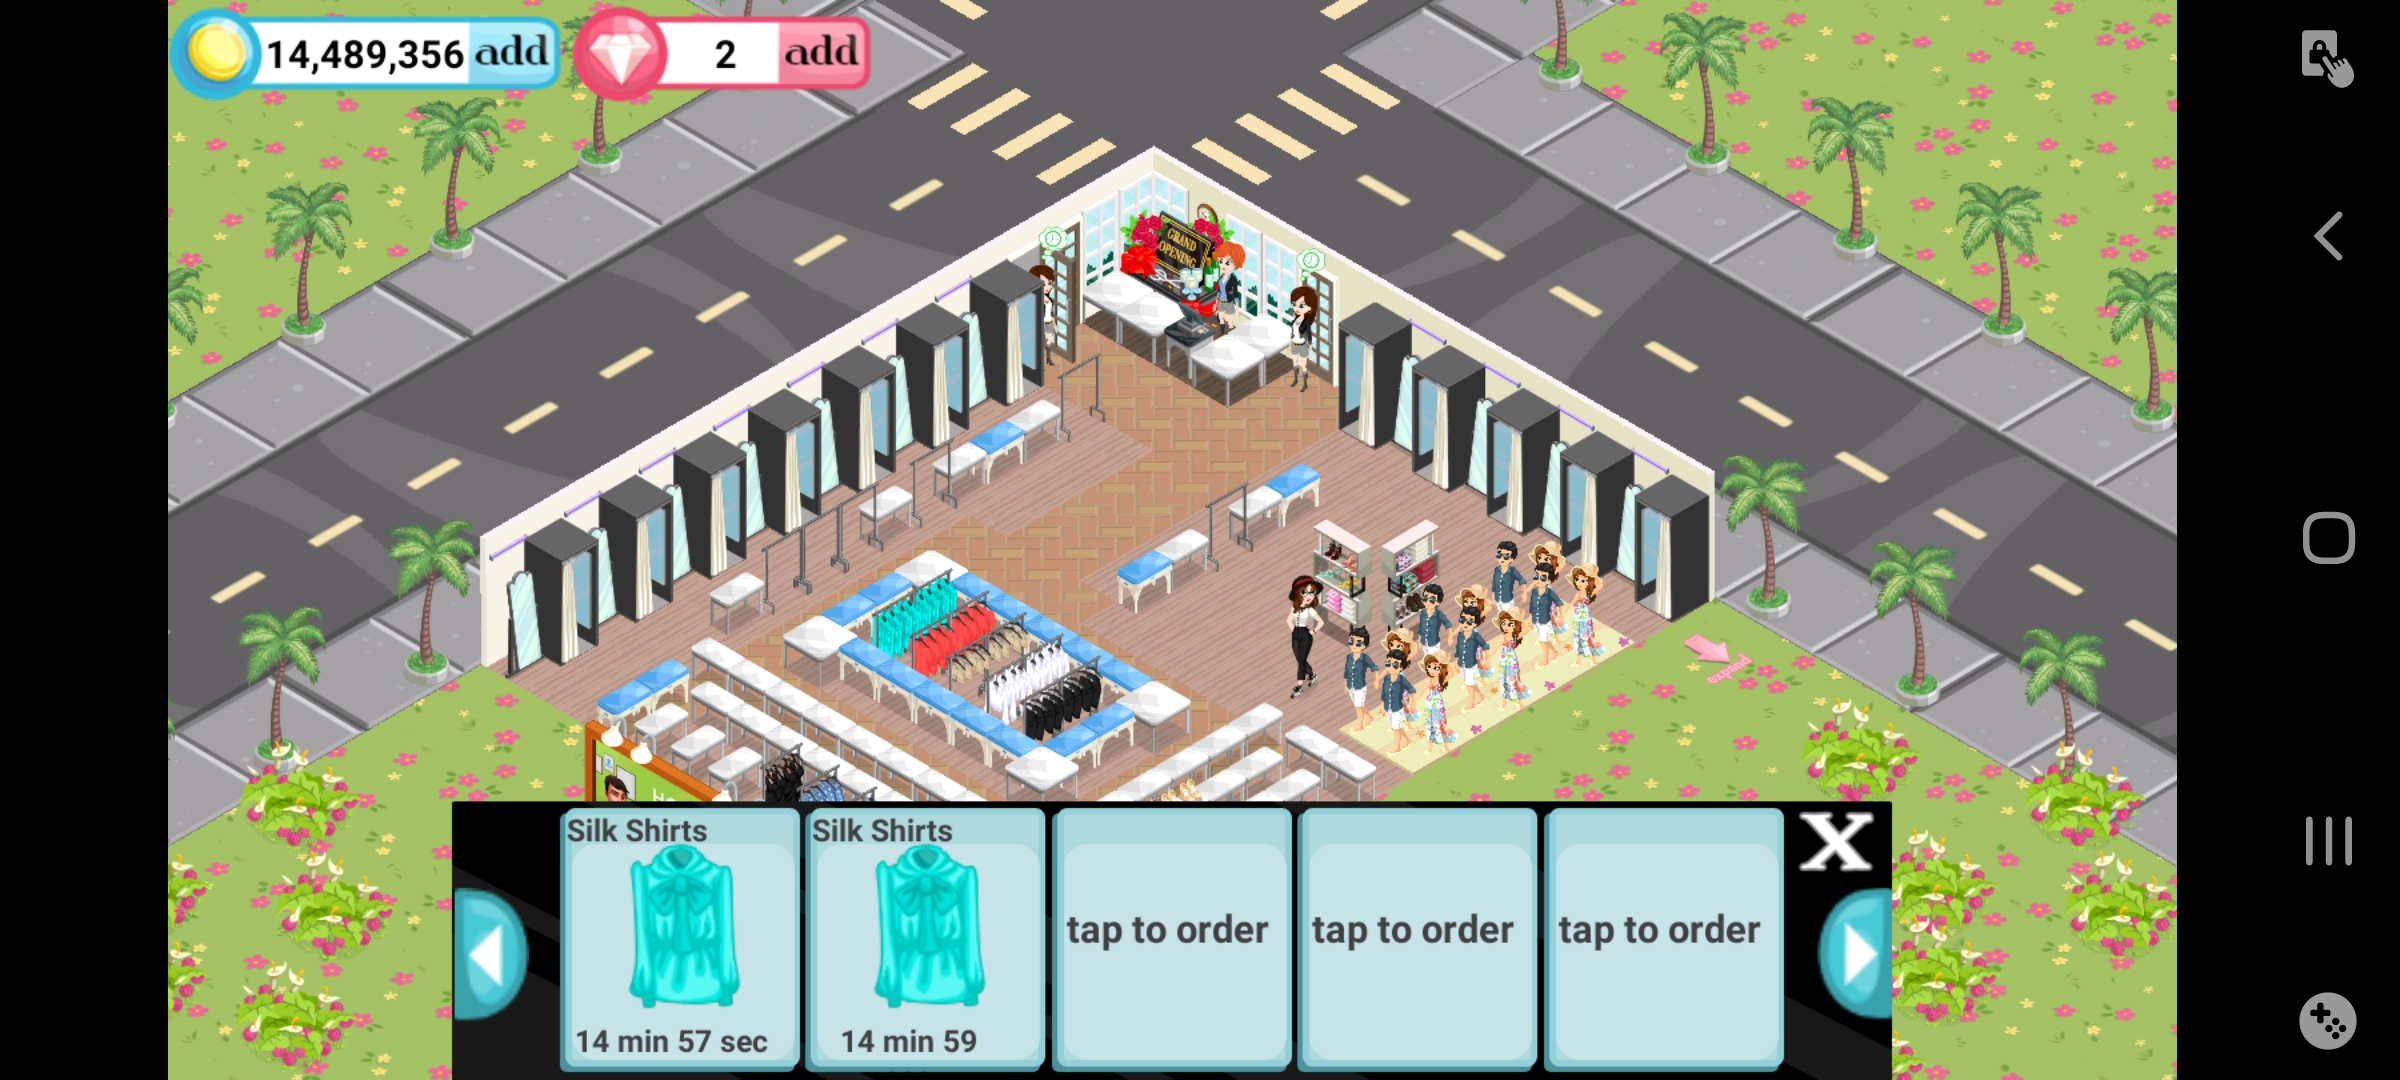 14,489,356 add
2 add
GRAND
OPENING
expand
Silk Shirts
14 min 57 sec
Silk Shirts
14 min 59
tap to order
tap to order
tap to order
X